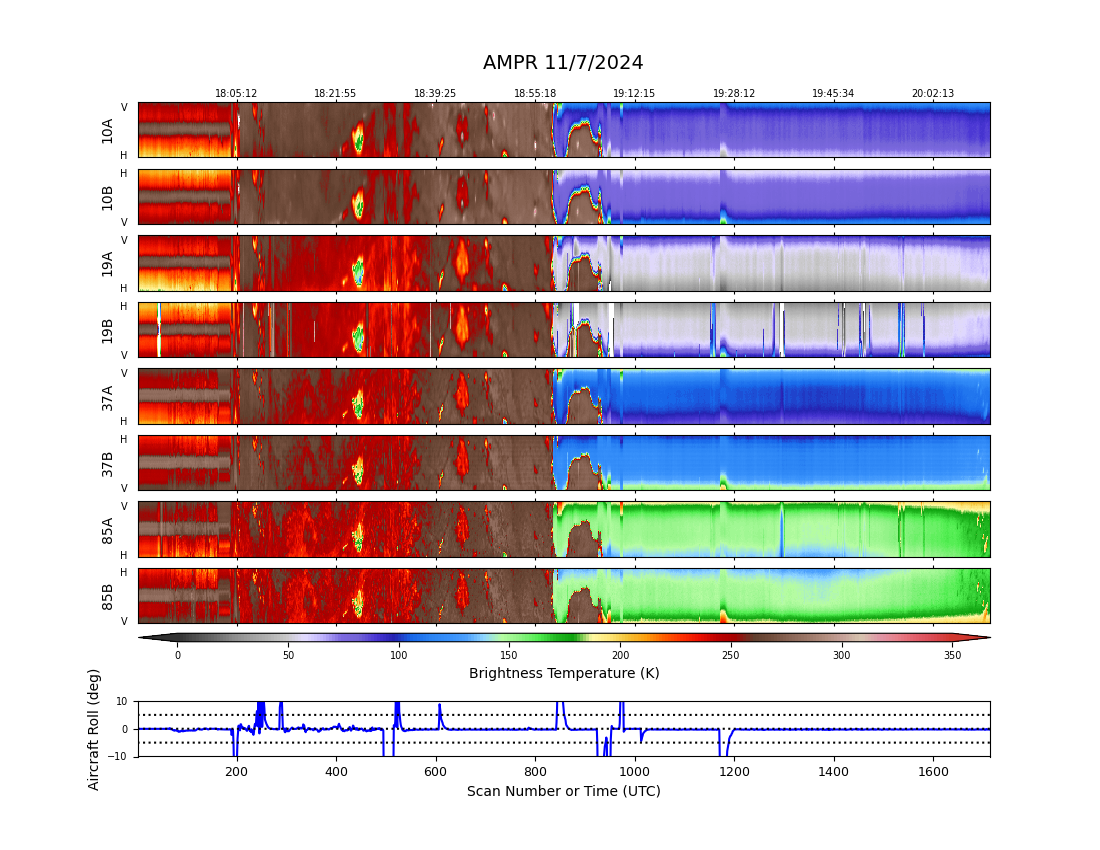 AMPR 11/7/2024
18:05:12 18:21:55 18:39:25 18:55:18 19:12:15 19:28:12 19:45:34 20:02:13
V
10A
H
H
10B
V
V
19A
H
H
19B
V
V
37A
H
H
37B
V
V
85A
H
H
85B
V
0 50 100 150 200 250 300 350
Brightness Temperature (K)
Aircraft Roll (deg)
10
0
−10
200 400 600 800 1000 1200 1400 1600
Scan Number or Time (UTC)